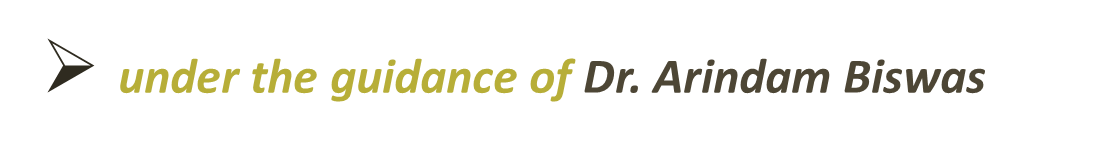 ➢ under the guidance of Dr. Arindam Biswas